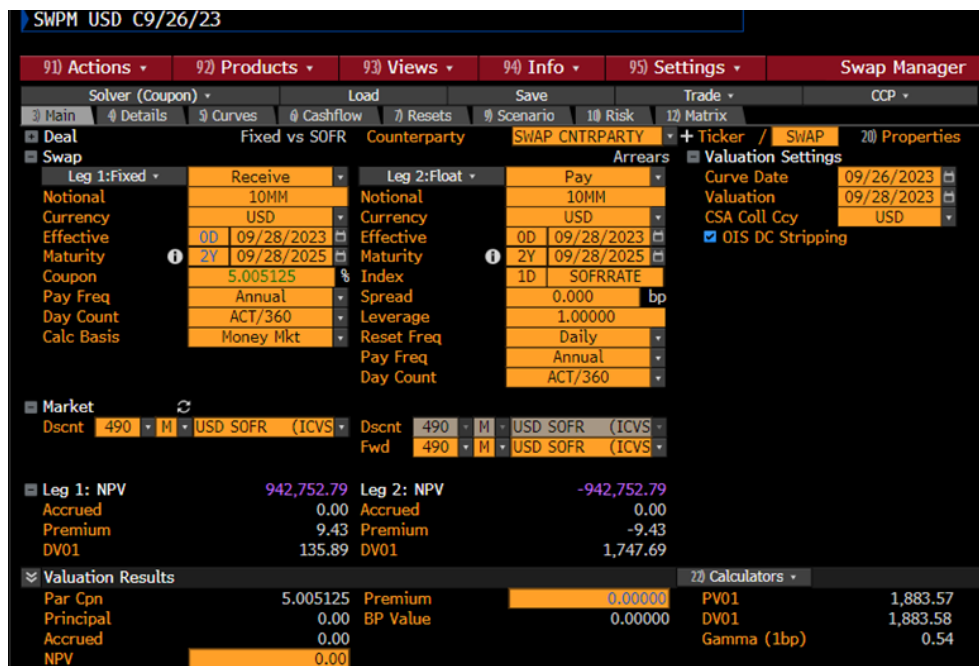 SWPM USD C9/26/23
91) Actions 92) Products 93) Views 94) Info 95) Settings Swap Manager
Solver (Coupon) Load Save Trade CCP
3) Main 4) Details 5) Curves 6) Cashflow 7) Resets 9) Scenario 10) Risk 12) Matrix
Deal Fixed vs SOFR Counterparty SWAP CNTRPARTY + Ticker / SWAP 20) Properties
Swap Arrears Valuation Settings
Leg 1:Fixed Receive Leg 2:Float Pay Curve Date 09/26/2023
Notional 10MM Notional 10MM Valuation 09/28/2023
Currency USD Currency USD CSA Coll Ccy USD
Effective 0D 09/28/2023 Effective 0D 09/28/2023 OIS DC Stripping
Maturity 2Y 09/28/2025 Maturity 2Y 09/28/2025
Coupon 5.005125 % Index 1D SOFRRATE
Pay Freq Annual Spread 0.000 bp
Day Count ACT/360 Leverage 1.00000
Calc Basis Money Mkt Reset Freq Daily
Pay Freq Annual
Day Count ACT/360
Market
Dscnt 490 M USD SOFR (ICVS Dscnt 490 M USD SOFR (ICVS
Fwd 490 M USD SOFR (ICVS
Leg 1: NPV 942,752.79 Leg 2: NPV -942,752.79
Accrued 0.00 Accrued 0.00
Premium 9.43 Premium -9.43
DV01 135.89 DV01 1,747.69
Valuation Results 22) Calculators
Par Cpn 5.005125 Premium 0.00000 PV01 1,883.57
Principal 0.00 BP Value 0.00000 DV01 1,883.58
Accrued 0.00 Gamma (1bp) 0.54
NPV 0.00